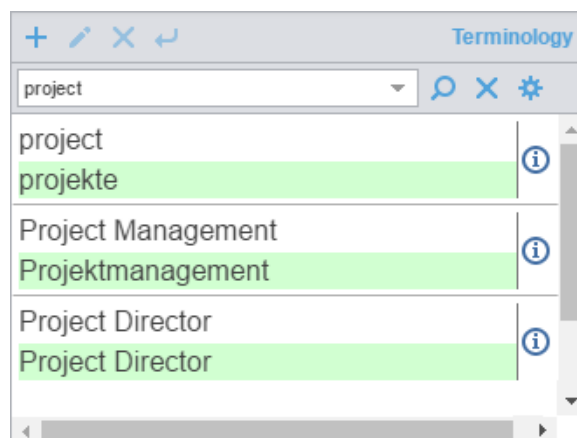 Terminology
project
project
projekte
Project Management
Projektmanagement
Project Director
Project Director